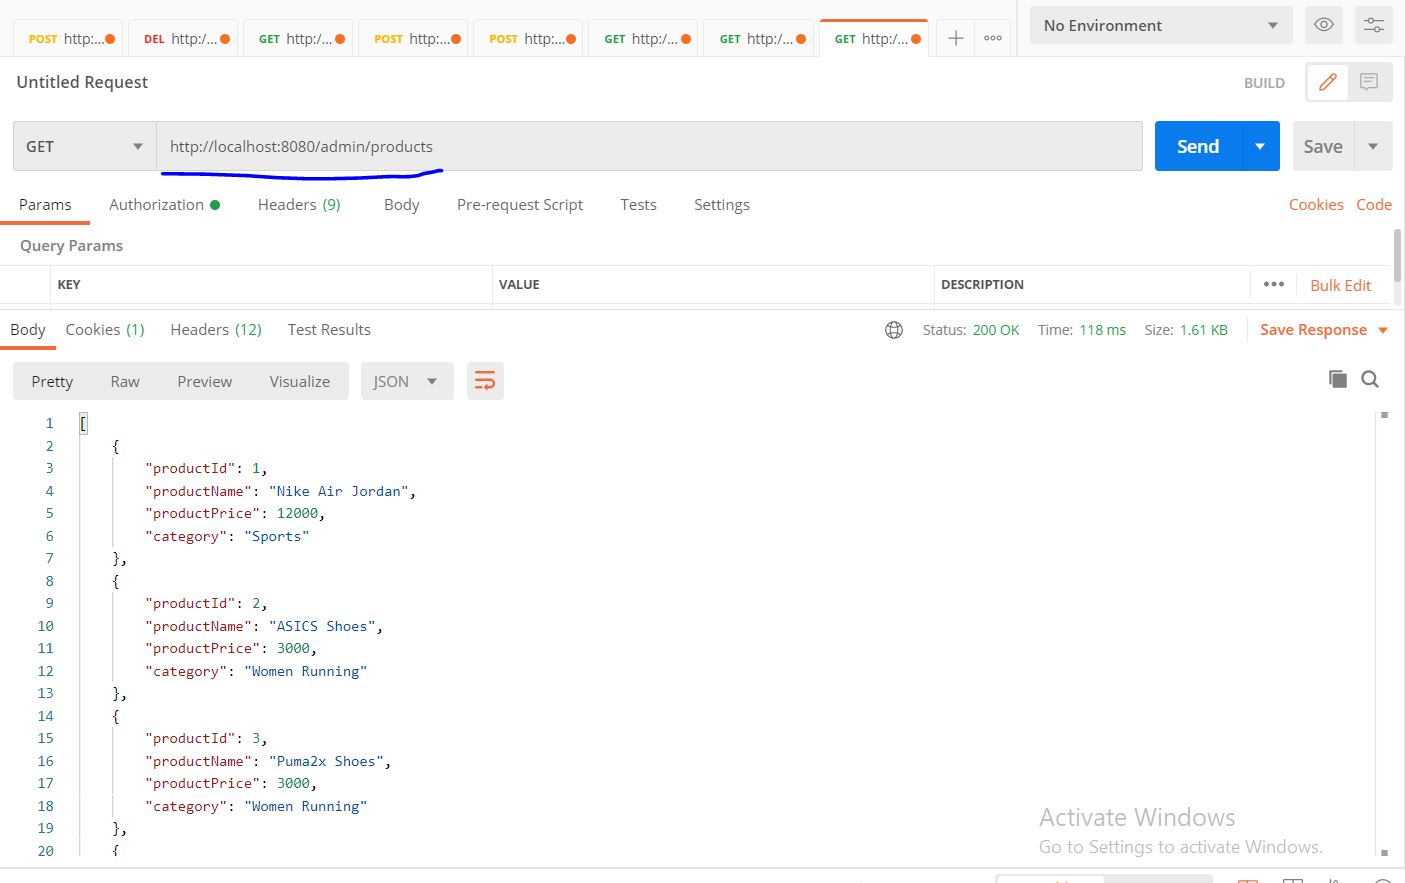 POST http:... DEL http:/... GET http:/... POST http:... POST http:... GET http:/... GET http:/... GET http:/... No Environment
Untitled Request BUILD
GET http://localhost:8080/admin/products Send Save
Params Authorization Headers (9) Body Pre-request Script Tests Settings Cookies Code
Query Params
KEY VALUE DESCRIPTION Bulk Edit
Body Cookies (1) Headers (12) Test Results Status: 200 OK Time: 118 ms Size: 1.61 KB Save Response
Pretty Raw Preview Visualize JSON
1 [
2 {
3 "productId": 1,
4 "productName": "Nike Air Jordan",
5 "productPrice": 12000,
6 "category": "Sports"
7 },
8 {
9 "productId": 2,
10 "productName": "ASICS Shoes",
11 "productPrice": 3000,
12 "category": "Women Running"
13 },
14 {
15 "productId": 3,
16 "productName": "Puma2x Shoes",
17 "productPrice": 3000,
18 "category": "Women Running"
19 },
20 {
Activate Windows
Go to Settings to activate Windows.